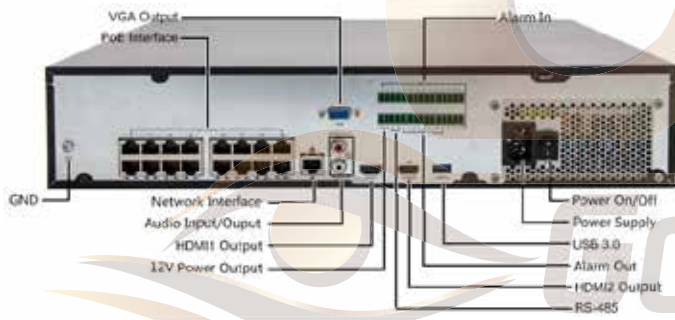 VGA Output
Alarm In
PoE Interface
GND
Network Interface
Audio Input/Ouput
HDMI1 Output
12V Power Output
Power On/Off
Power Supply
USB 3.0
Alarm Out
HDMI2 Output
RS-485